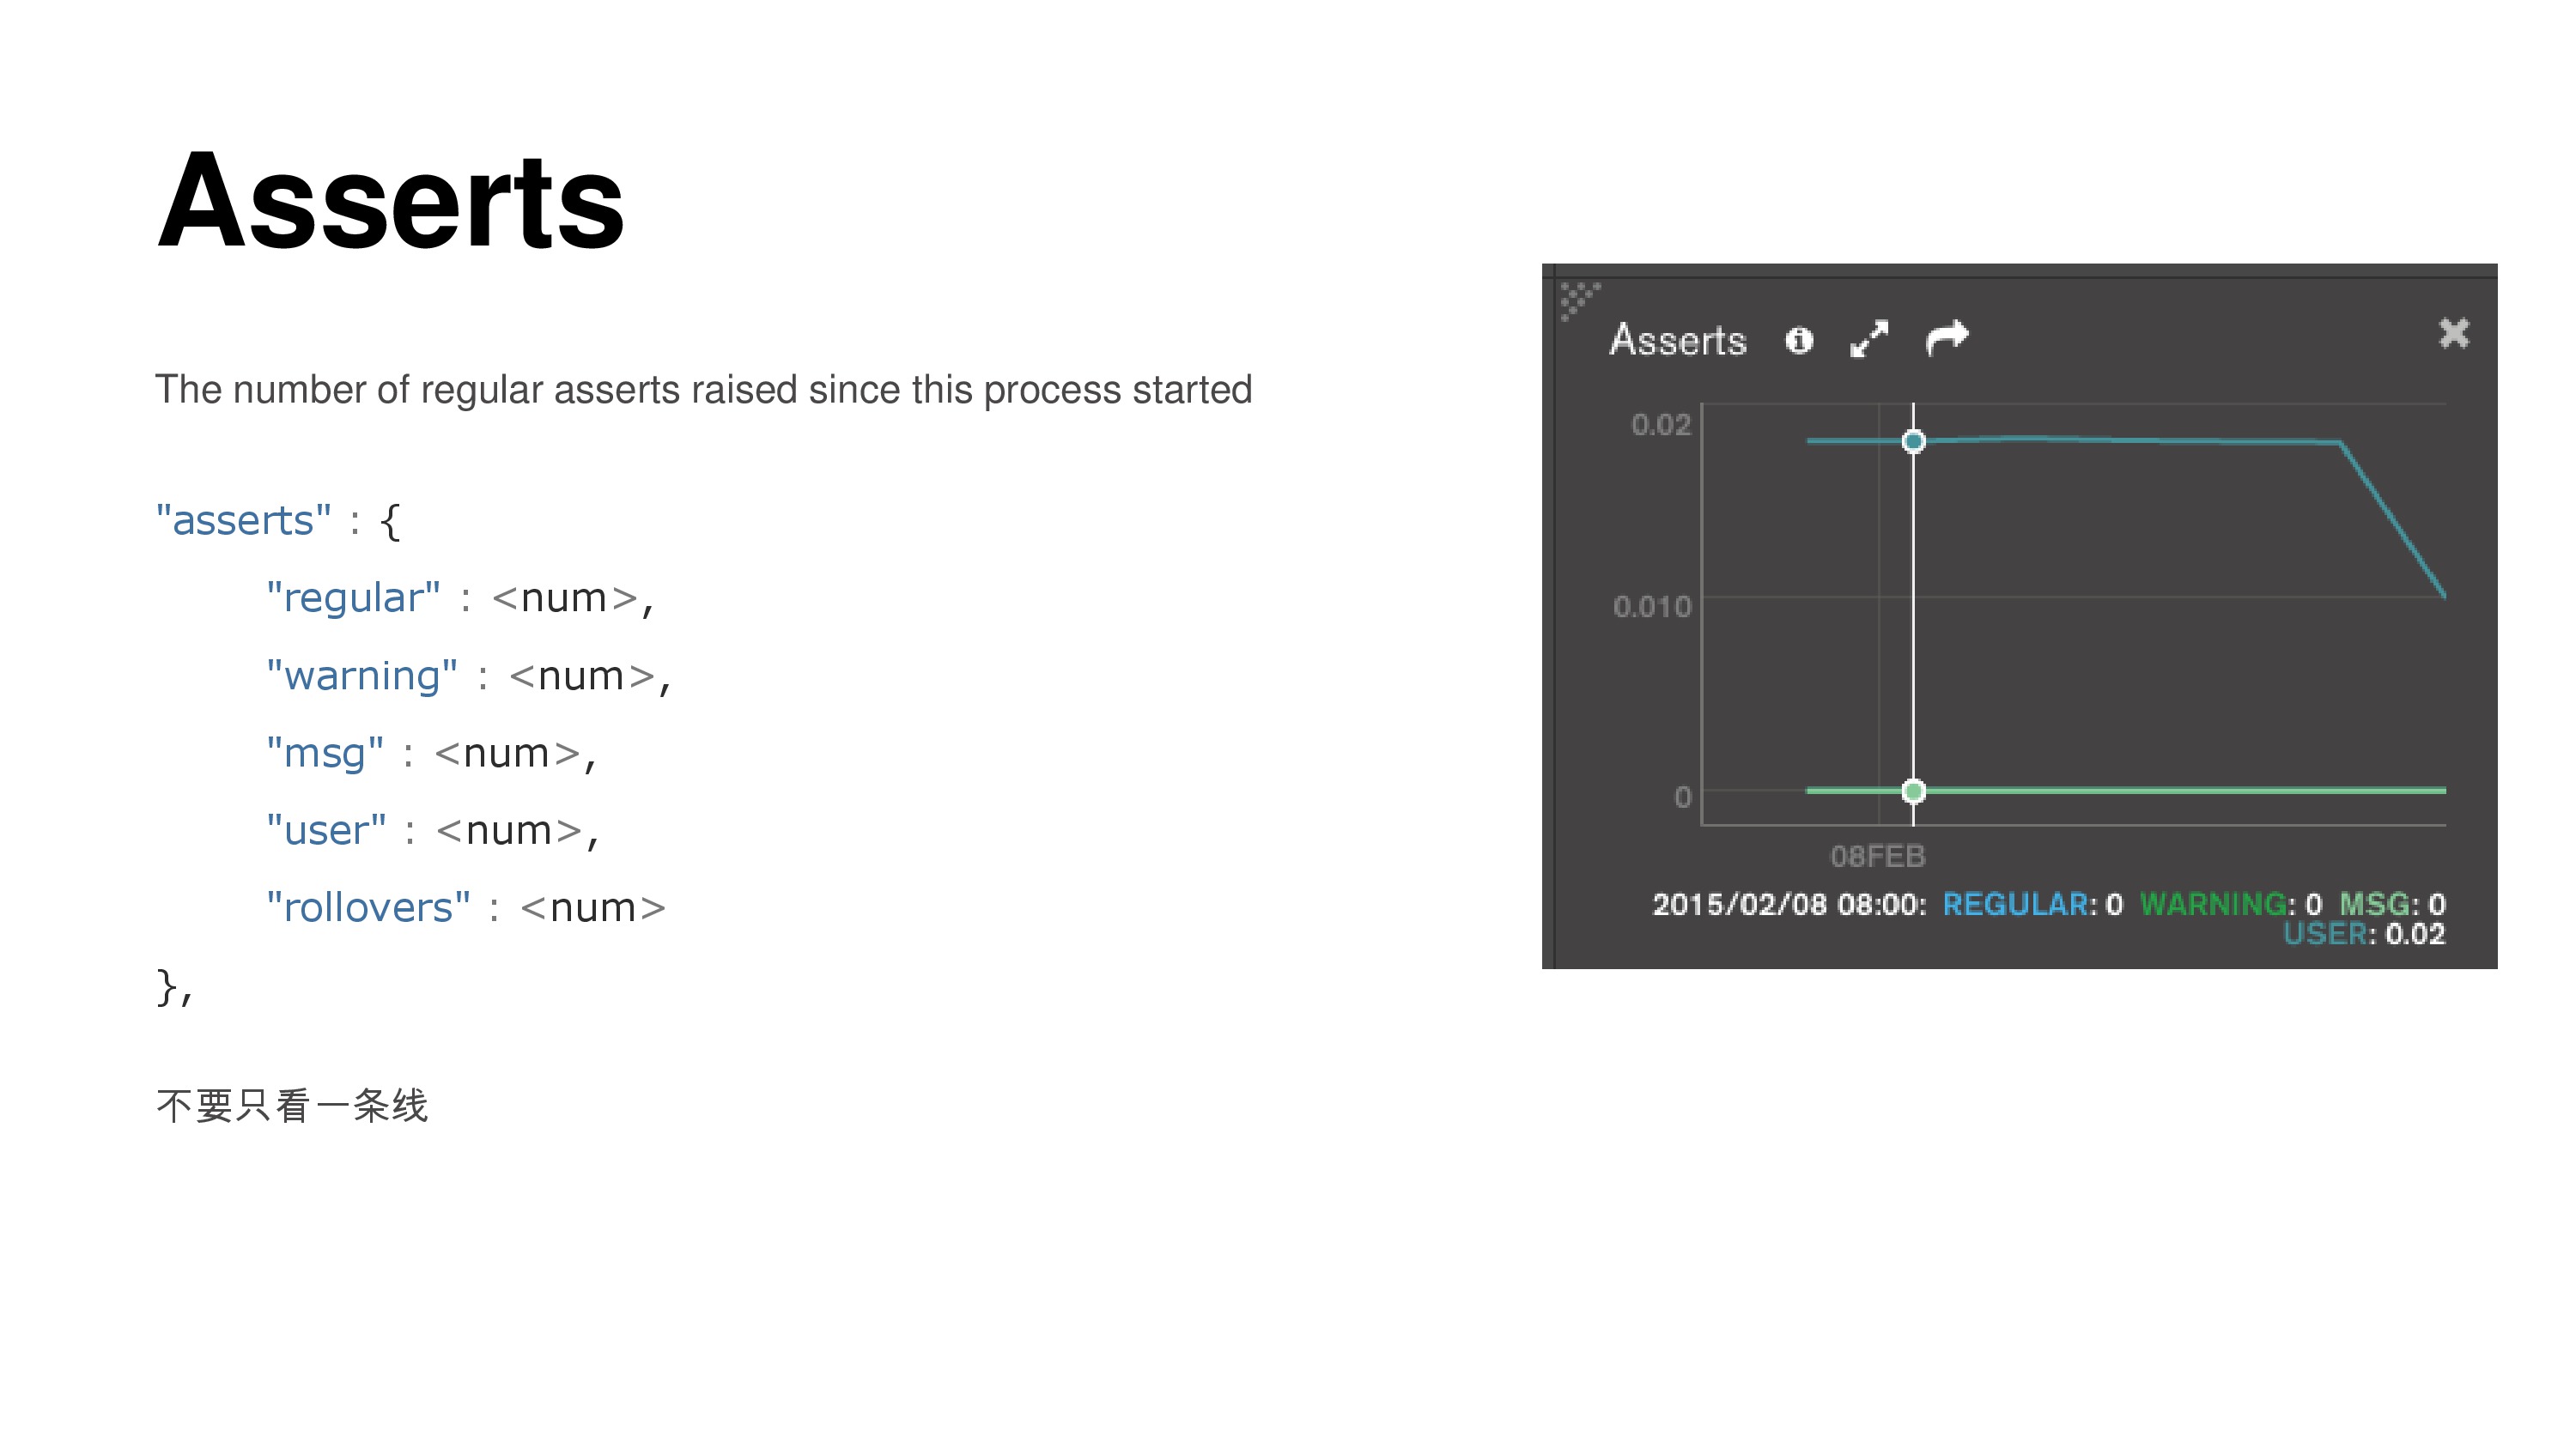 Asserts
The number of regular asserts raised since this process started
"asserts" : {
"regular" : <num>,
"warning" : <num>,
"msg" : <num>,
"user" : <num>,
"rollovers" : <num>
},
不要只看一条线
Asserts
0.02
0.010
0
08FEB
2015/02/08 08:00: REGULAR: 0 WARNING: 0 MSG: 0
USER: 0.02